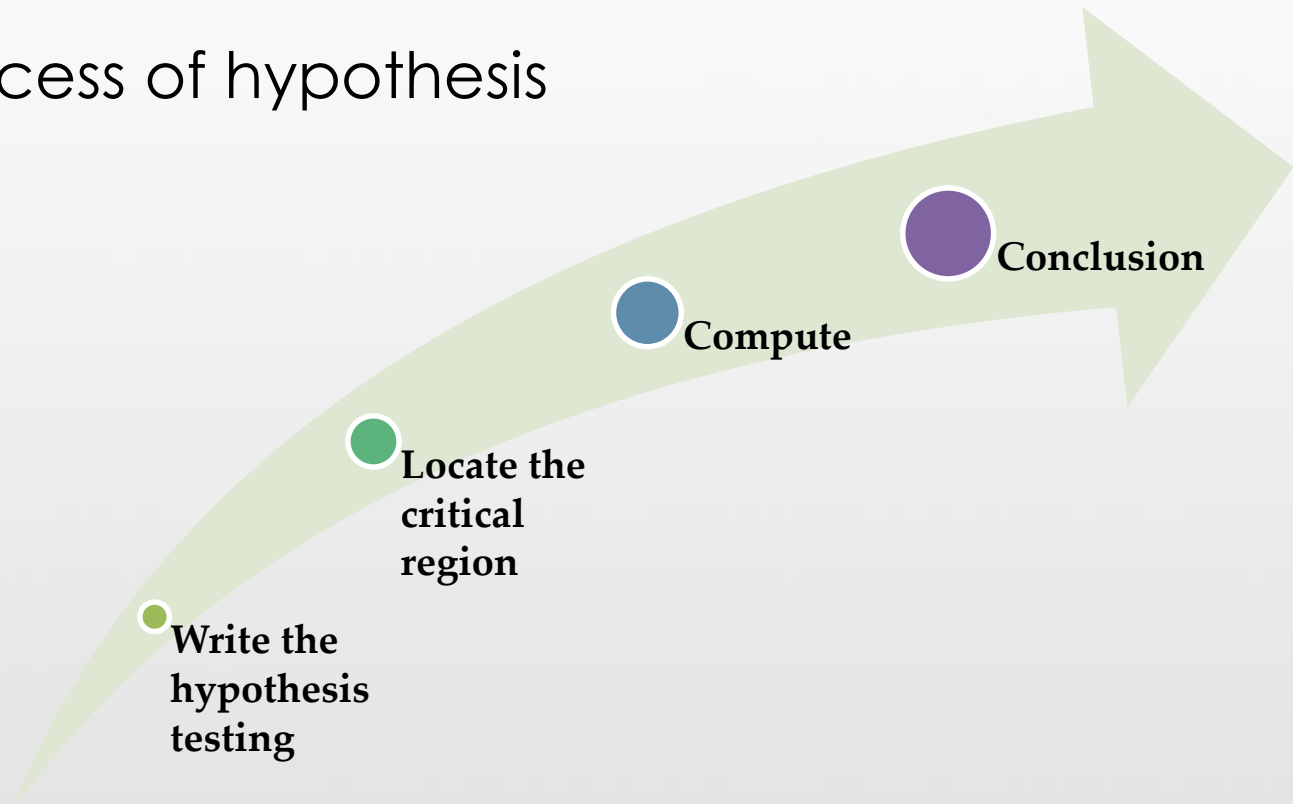 cess of hypothesis
Write the
hypothesis
testing
Locate the
critical
region
Compute
Conclusion